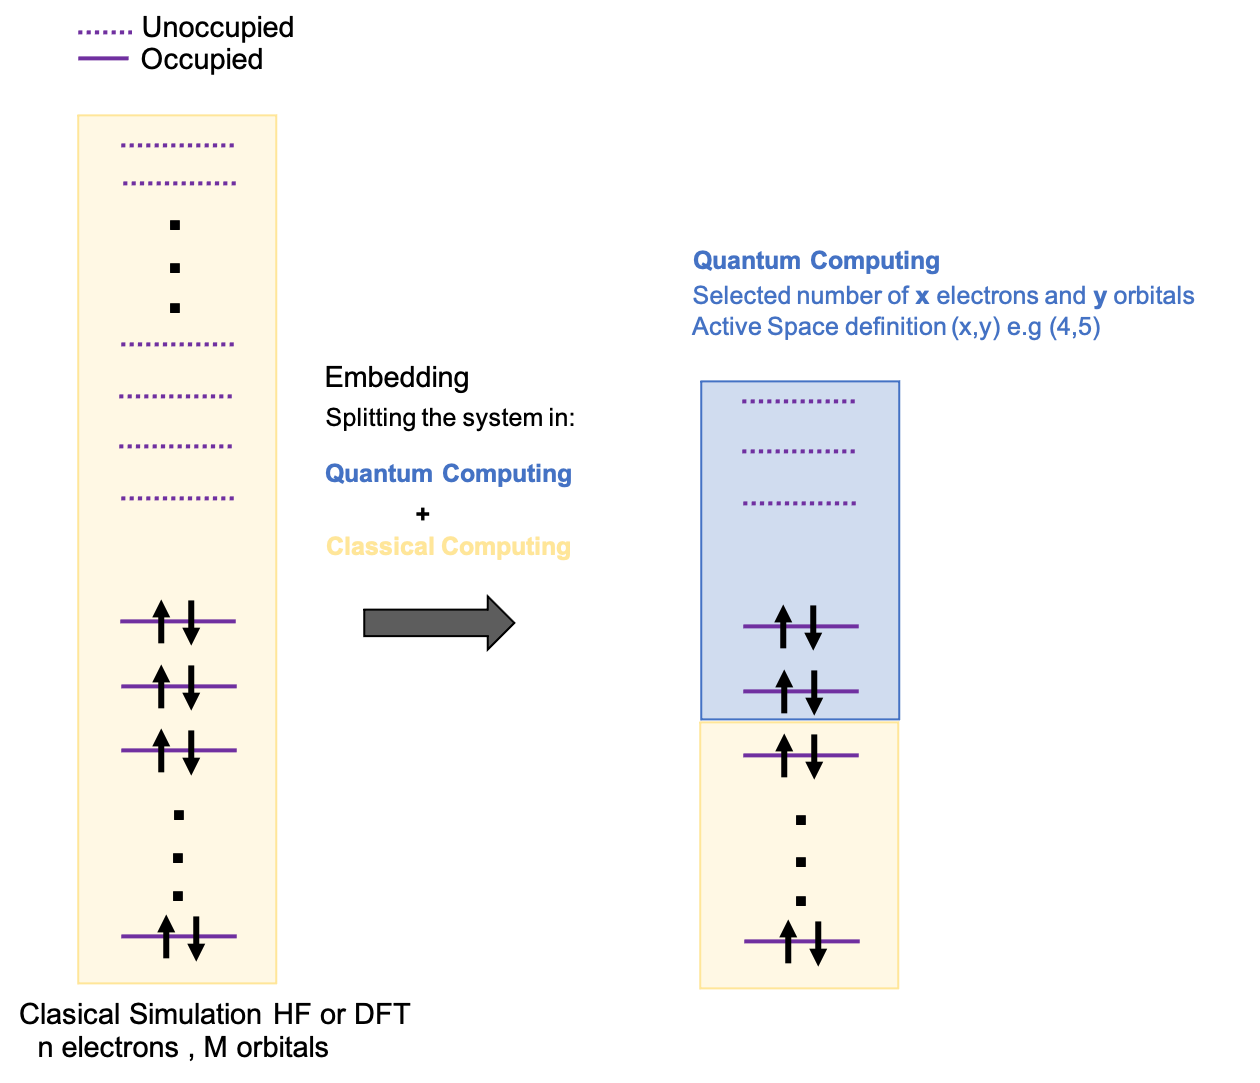 Unoccupied
Occupied
Embedding
Splitting the system in:
Quantum Computing
+
Classical Computing
Quantum Computing
Selected number of x electrons and y orbitals
Active Space definition (x,y) e.g (4,5)
Clasical Simulation HF or DFT
n electrons , M orbitals